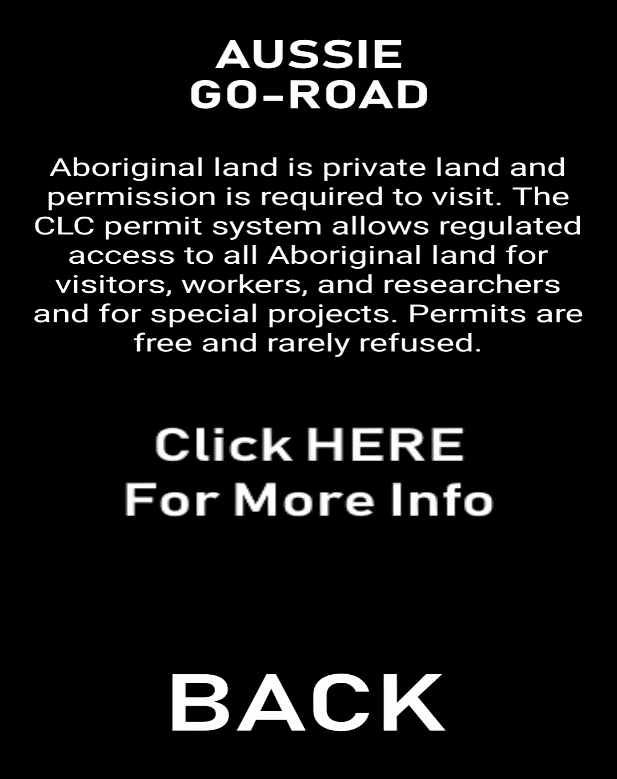 AUSSIE
GO-ROAD
Aboriginal land is private land and
permission is required to visit. The
CLC permit system allows regulated
access to all Aboriginal land for
visitors, workers, and researchers
and for special projects. Permits are
free and rarely refused.
Click HERE
For More Info
BACK